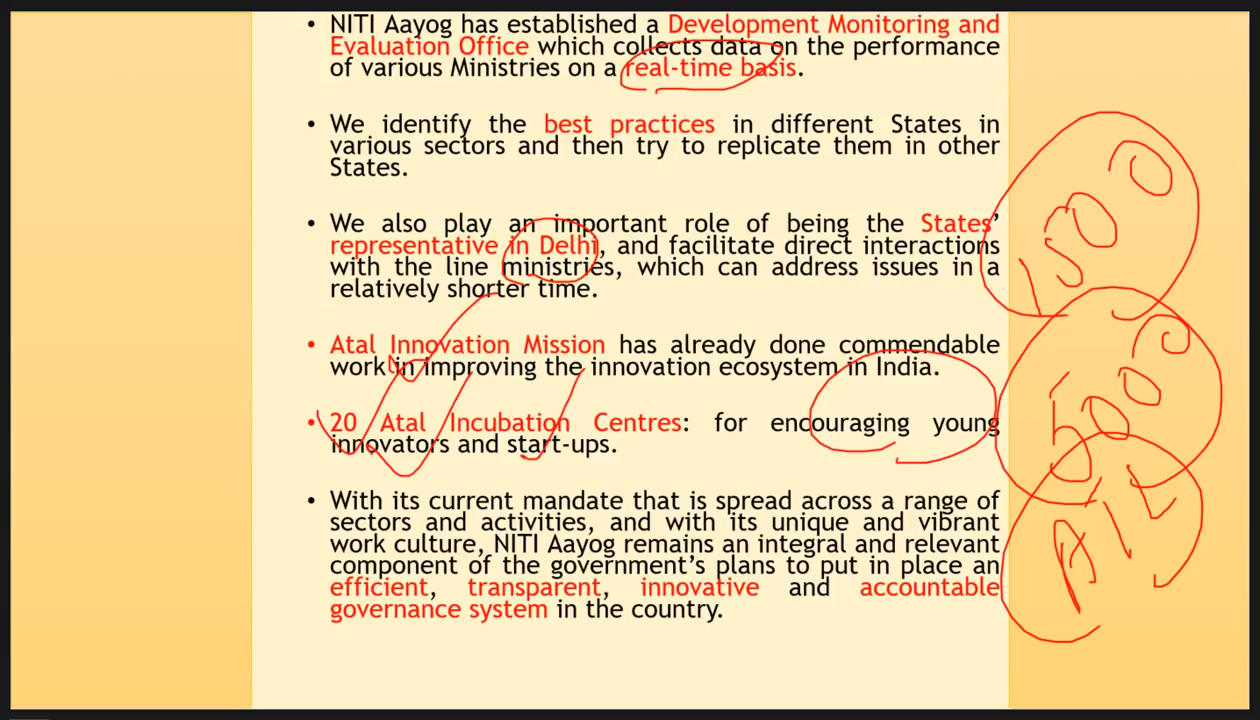 • NITI Aayog has established a Development Monitoring and
Evaluation Office which collects data on the performance
of various Ministries on a real-time basis.
• We identify the best practices in different States in
various sectors and then try to replicate them in other
States.
• We also play an important role of being the States’
representative in Delhi, and facilitate direct interactions
with the line ministries, which can address issues in a
relatively shorter time.
• Atal Innovation Mission has already done commendable
work in improving the innovation ecosystem in India.
• 20 Atal Incubation Centres: for encouraging young
innovators and start-ups.
• With its current mandate that is spread across a range of
sectors and activities, and with its unique and vibrant
work culture, NITI Aayog remains an integral and relevant
component of the government’s plans to put in place an
efficient, transparent, innovative and accountable
governance system in the country.
1500
5000